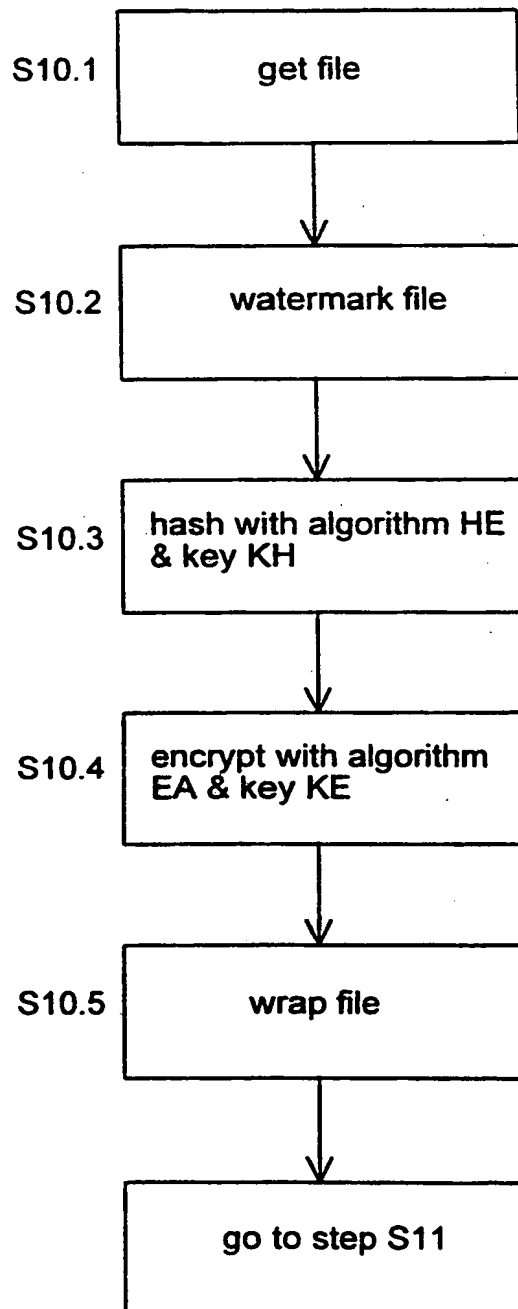 S10.1
get file
S10.2
watermark file
S10.3
hash with algorithm HE
& key KH
S10.4
encrypt with algorithm
EA & key KE
S10.5
wrap file
go to step S11